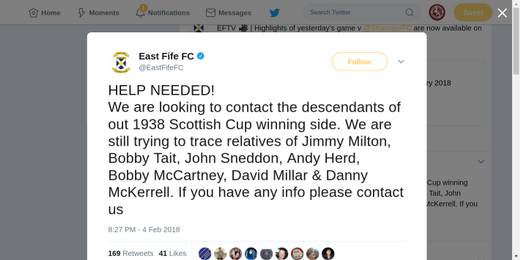 Home
Moments
1
Notifications
Messages
Search Twitter
Tweet
EFTV
| Highlights of yesterday's game v
are now available on
East Fife FC
@EastFifeFC
Follow
HELP NEEDED!
We are looking to contact the descendants of
out 1938 Scottish Cup winning side. We are
still trying to trace relatives of Jimmy Milton,
Bobby Tait, John Sneddon, Andy Herd,
Bobby McCartney, David Millar & Danny
McKerrell. If you have any info please contact
us
8:27 PM - 4 Feb 2018
169 Retweets 41 Likes
ry 2018
Cup winning
Tait, John
McCartney,
ds. If you